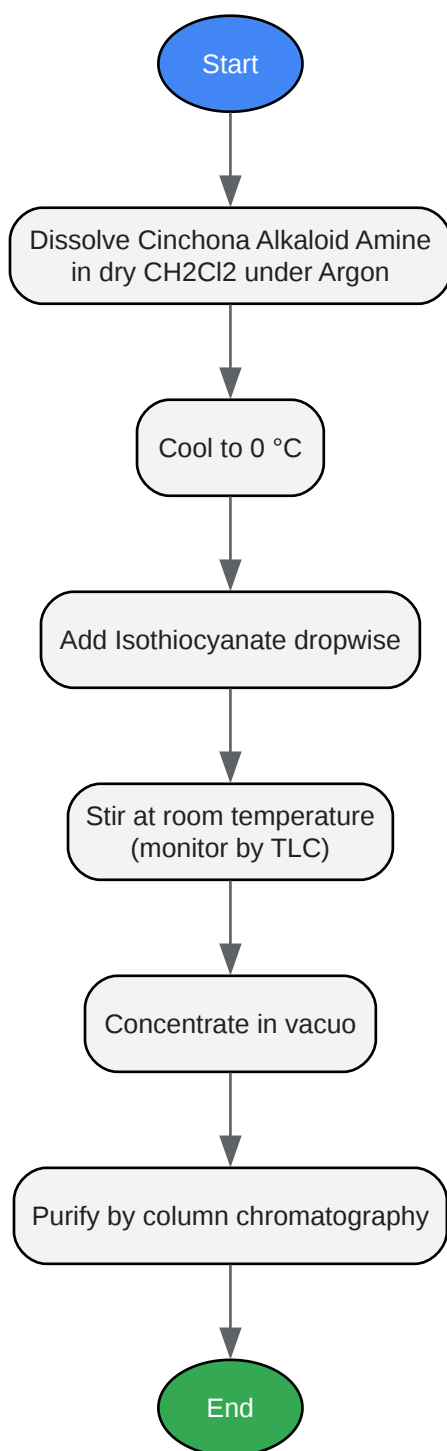 Start
Dissolve Cinchona Alkaloid Amine
in dry CH2Cl2 under Argon
Cool to 0 °C
Add Isothiocyanate dropwise
Stir at room temperature
(monitor by TLC)
Concentrate in vacuo
Purify by column chromatography
End